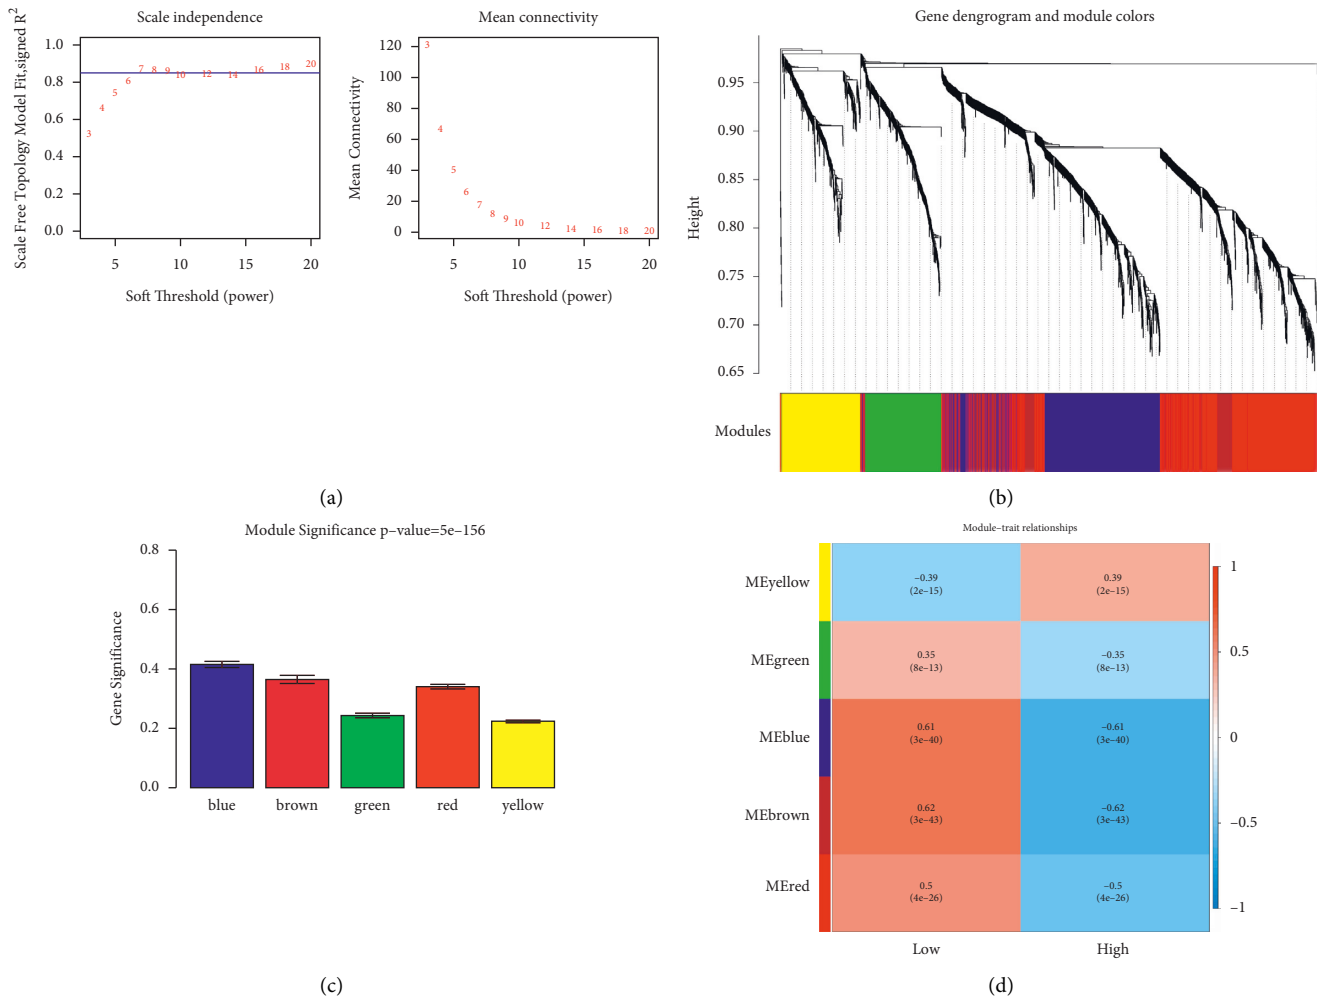 Scale independence
Scale Free Topology Model Fit,signed R²
1.0
0.8
0.6
0.4
0.2
0.0
3
4
5
6
7
8
9
10
12
14
16
18
20
5
10
15
20
Soft Threshold (power)
Mean connectivity
Mean Connectivity
120
100
80
60
40
20
0
3
4
5
6
7
8
9
10
12
14
16
18
20
5
10
15
20
Soft Threshold (power)
(a)
Gene dengrogram and module colors
Height
0.95
0.90
0.85
0.80
0.75
0.70
0.65
Modules
(b)
Module Significance p–value=5e–156
Gene Significance
0.8
0.6
0.4
0.2
0.0
blue
brown
green
red
yellow
(c)
Module–trait relationships
MEyellow
–0.39
(2e–15)
0.39
(2e–15)
MEgreen
0.35
(8e–13)
–0.35
(8e–13)
MEblue
0.61
(3e–40)
–0.61
(3e–40)
MEbrown
0.62
(3e–43)
–0.62
(3e–43)
MEred
0.5
(4e–26)
–0.5
(4e–26)
Low
High
1
0.5
0
–0.5
–1
(d)